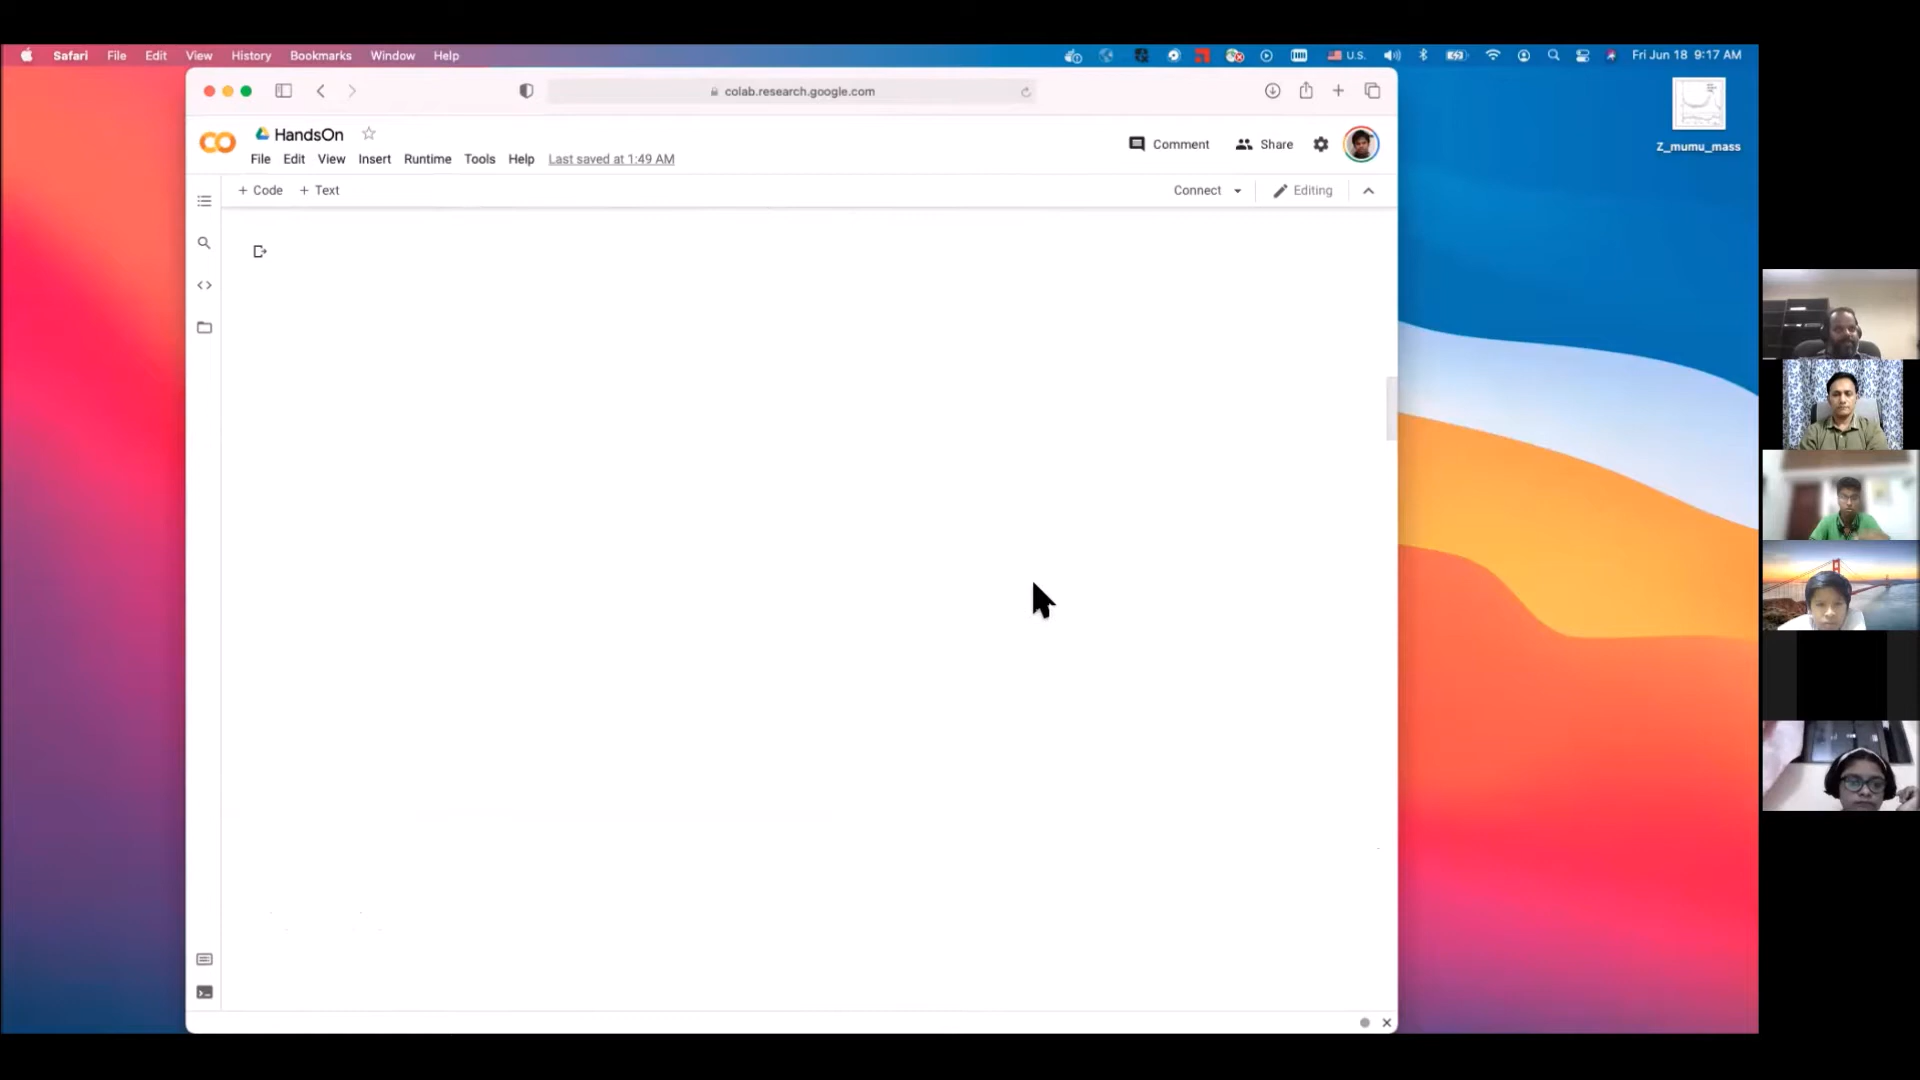 Safari File Edit View History Bookmarks Window Help U.S. Fri Jun 18 9:17 AM
colab.research.google.com
Z_mumu_mass
HandsOn
Comment Share
File Edit View Insert Runtime Tools Help Last saved at 1:49 AM
+ Code + Text Connect Editing